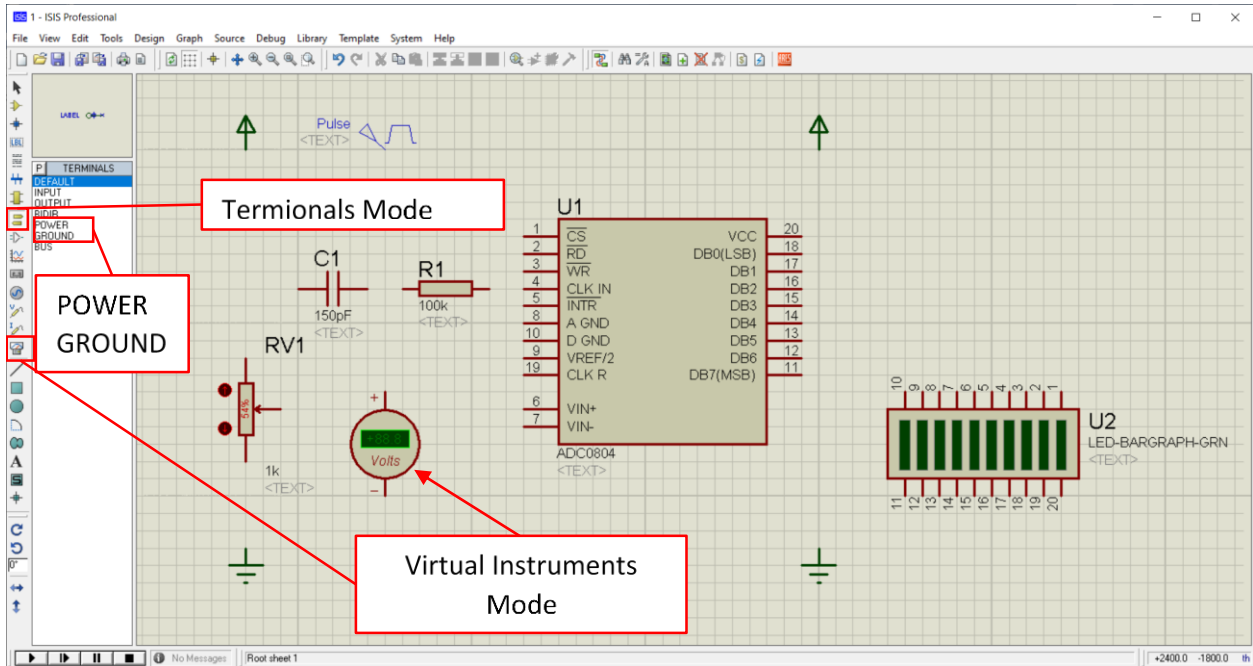 1 - ISIS Professional
File View Edit Tools Design Graph Source Debug Library Template System Help
LABEL
P TERMINALS
DEFAULT
INPUT
OUTPUT
BIDIR
POWER
GROUND
BUS
LBL
A
S
0°
Termionals Mode
POWER
GROUND
Pulse
<TEXT>
C1
150pF
<TEXT>
R1
100k
<TEXT>
RV1
54%
1k
<TEXT>
+
+88.8
Volts
-
U1
1 CS VCC 20
2 RD DB0(LSB) 18
3 WR DB1 17
4 CLK IN DB2 16
5 INTR DB3 15
8 A GND DB4 14
10 D GND DB5 13
9 VREF/2 DB6 12
19 CLK R DB7(MSB) 11
6 VIN+
7 VIN-
ADC0804
<TEXT>
10 9 8 7 6 5 4 3 2 1
U2
LED-BARGRAPH-GRN
<TEXT>
11 12 13 14 15 16 17 18 19 20
Virtual Instruments
Mode
No Messages Root sheet 1 +2400.0 -1800.0 th